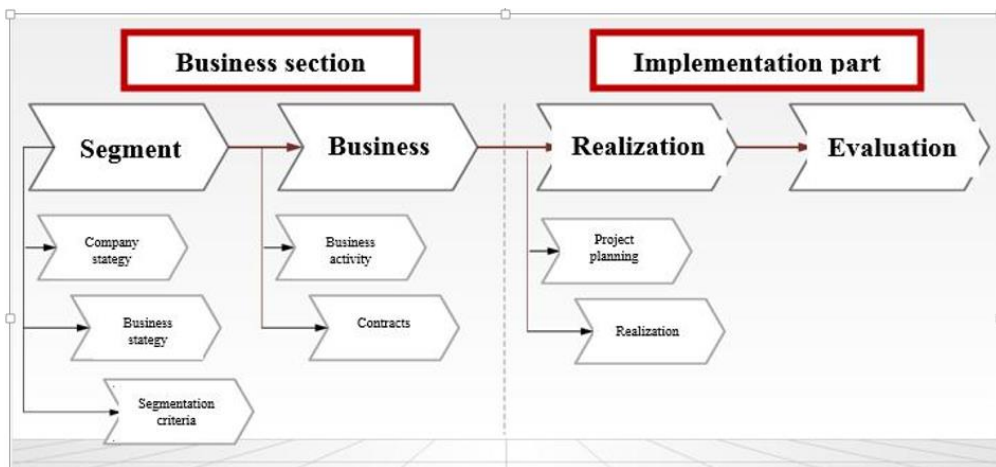 Business section
Implementation part
Segment
Business
Realization
Evaluation
Company
stategy
Business
activity
Project
planning
Business
stategy
Contracts
Realization
Segmentation
criteria